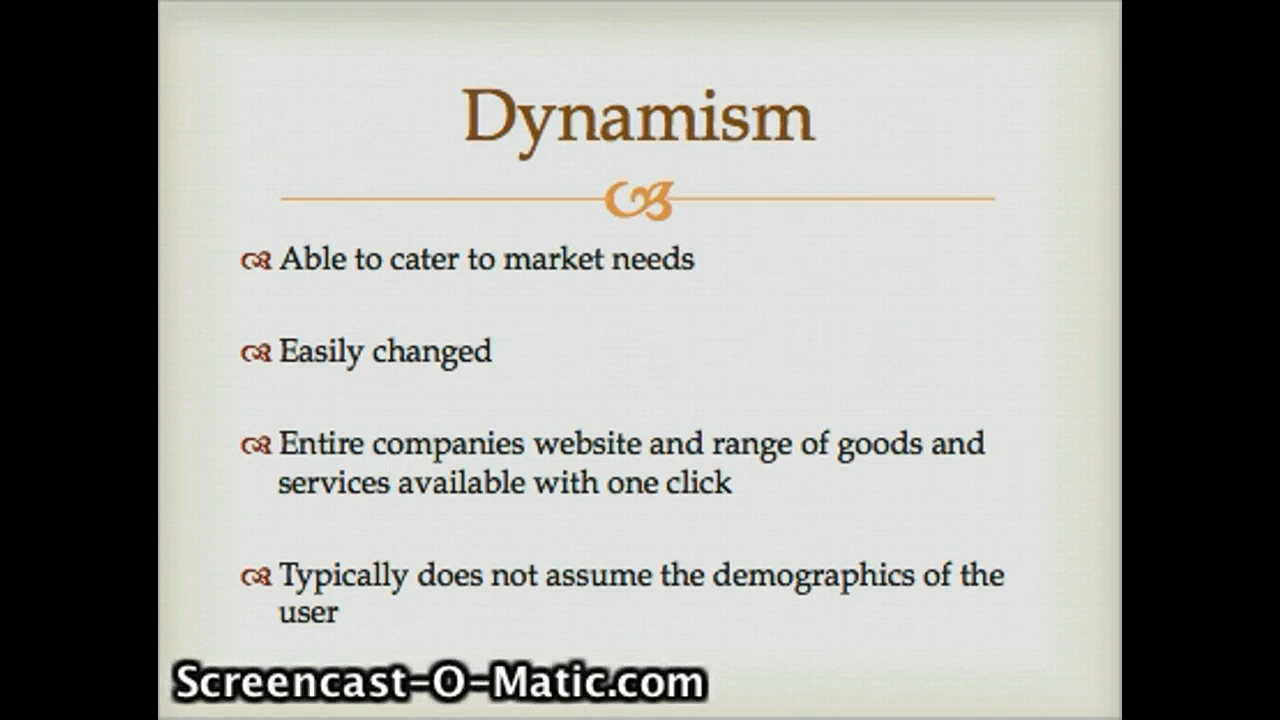 Dynamism
Able to cater to market needs
Easily changed
Entire companies website and range of goods and
services available with one click
Typically does not assume the demographics of the
user
Screencast-O-Matic.com